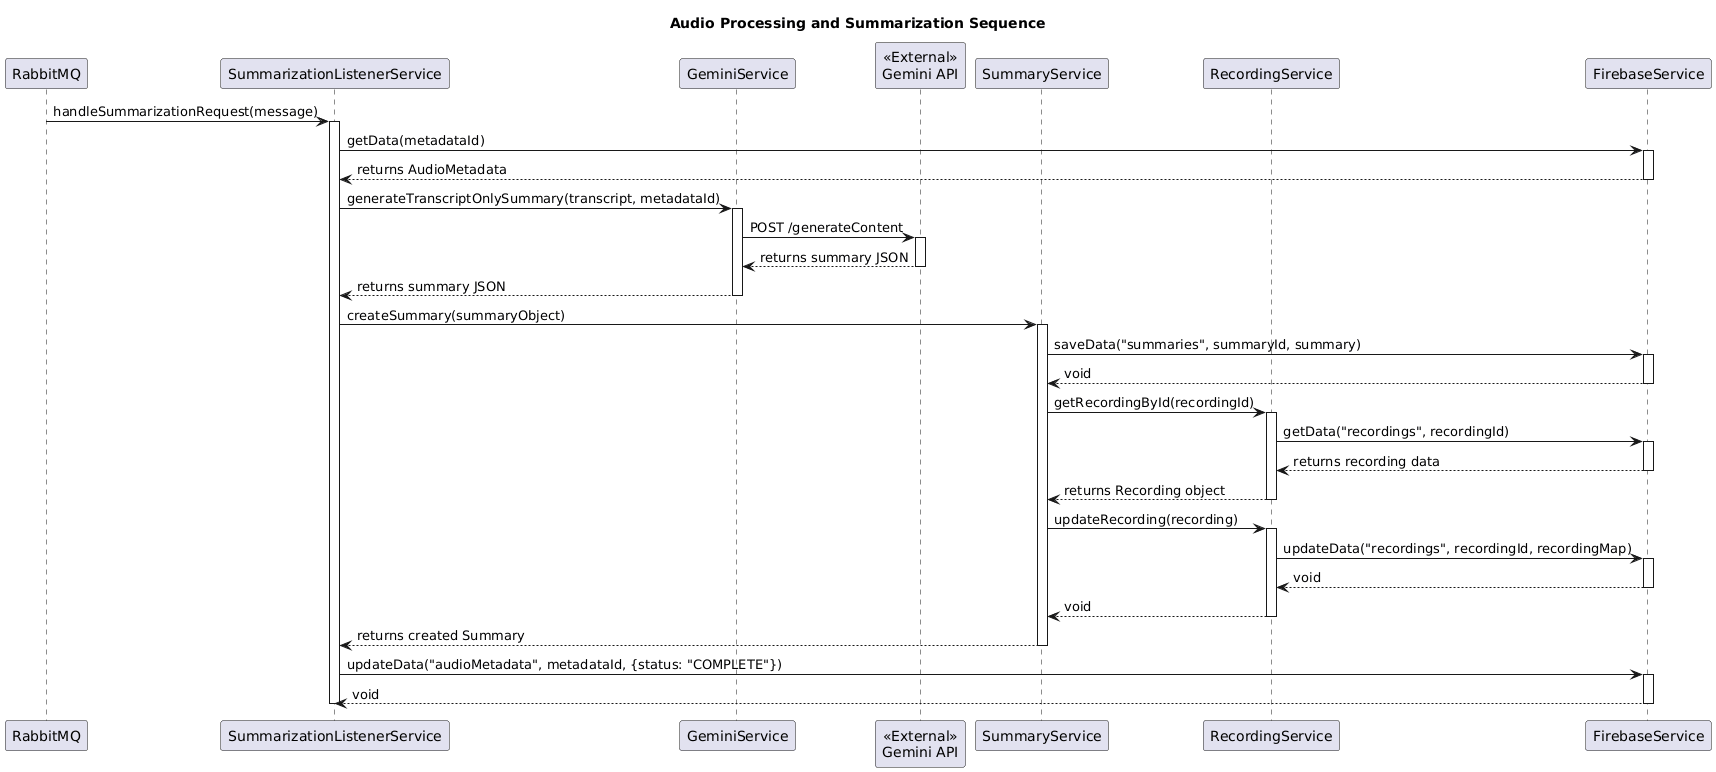 Audio Processing and Summarization Sequence
RabbitMQ
SummarizationListenerService
GeminiService
«External»
Gemini API
SummaryService
RecordingService
FirebaseService
handleSummarizationRequest(message)
getData(metadataId)
returns AudioMetadata
generateTranscriptOnlySummary(transcript, metadataId)
POST /generateContent
returns summary JSON
returns summary JSON
createSummary(summaryObject)
saveData("summaries", summaryId, summary)
void
getRecordingById(recordingId)
getData("recordings", recordingId)
returns recording data
returns Recording object
updateRecording(recording)
updateData("recordings", recordingId, recordingMap)
void
void
returns created Summary
updateData("audioMetadata", metadataId, {status: "COMPLETE"})
void
RabbitMQ
SummarizationListenerService
GeminiService
«External»
Gemini API
SummaryService
RecordingService
FirebaseService